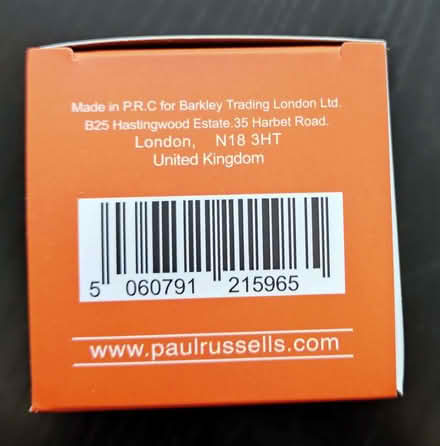 Made in P.R.C for Barkley Trading London Ltd.
B25 Hastingwood Estate.35 Harbet Road.
London, N18 3HT
United Kingdom
5 060791 215965
www.paulrussells.com